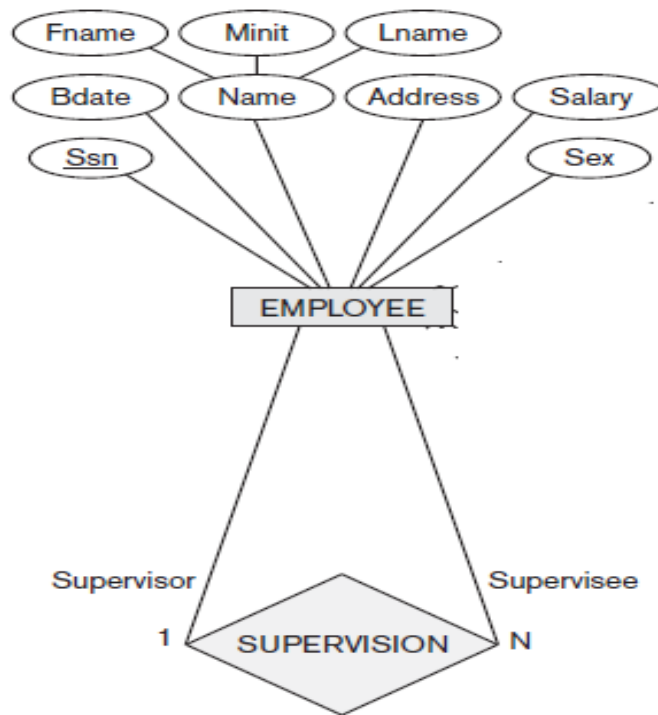 Fname Minit Lname
Bdate Name Address Salary
Ssn Sex
EMPLOYEE
Supervisor Supervisee
1 SUPERVISION N